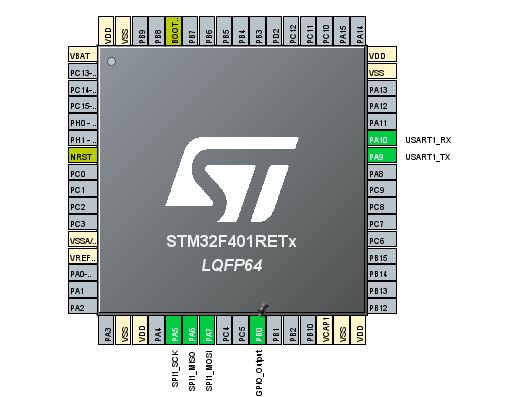 VDD
VSS
PB9
PB8
BOOT..
PB7
PB6
PB5
PB4
PB3
PD2
PC12
PC11
PC10
PA15
PA14
VBAT
PC13-..
PC14-..
PC15-..
PH0-..
PH1-..
NRST
PC0
PC1
PC2
PC3
VSSA/..
VREF..
PA0-..
PA1
PA2
VDD
VSS
PA13
PA12
PA11
PA10 USART1_RX
PA9 USART1_TX
PA8
PC9
PC8
PC7
PC6
PB15
PB14
PB13
PB12
ST
STM32F401RETx
LQFP64
PA3
VSS
VDD
PA4
PA5
PA6
PA7
PC4
PC5
PB0
PB1
PB2
PB10
VCAP1
VSS
VDD
SPI1_SCK
SPI1_MISO
SPI1_MOSI
GPIO_Output